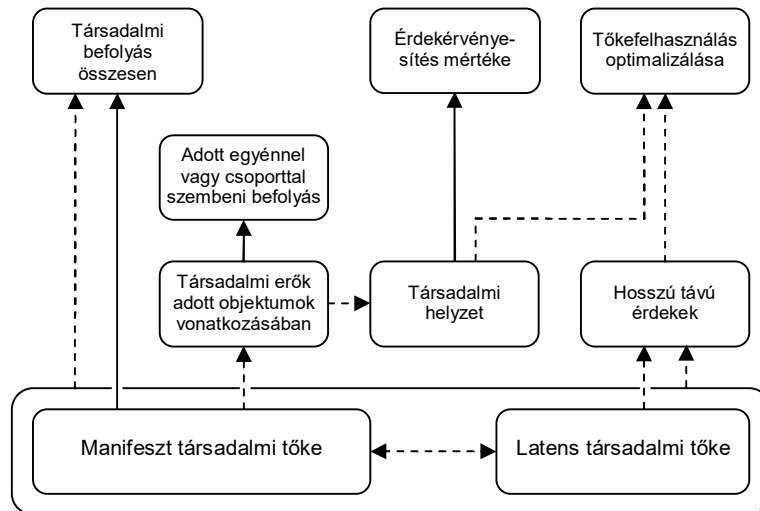 Társadalmi
befolyás
összesen
Érdekérvénye-
sítés mértéke
Tőkefelhasználás
optimalizálása
Adott egyénnel
vagy csoporttal
szembeni befolyás
Társadalmi erők
adott objektumok
vonatkozásában
Társadalmi
helyzet
Hosszú távú
érdekek
Manifeszt társadalmi tőke
Latens társadalmi tőke